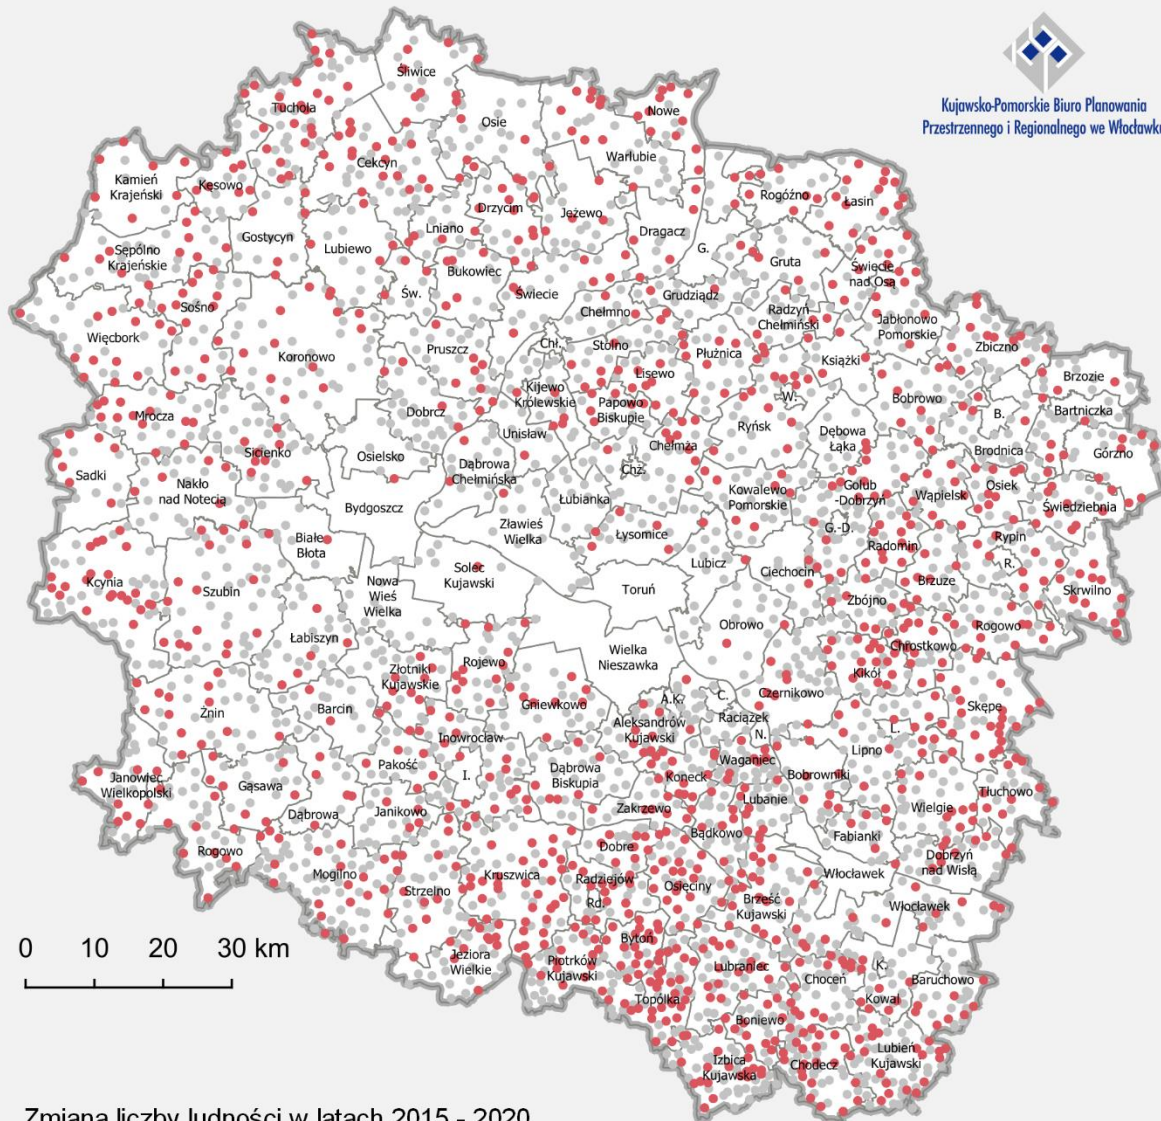 Kujawsko-Pomorskie Biuro Planowania
Przestrzennego i Regionalnego we Włocławku
Śliwice
Tuchola
Nowe
Osie
Warlubie
Cekcyn
Kamień
Krajeński
Kęsowo
Rogóźno
Łasin
Drzycim
Jeżewo
Lniano
Dragacz
Gostycyn
Lubiewo
G.
Sępólno
Krajeńskie
Gruta
Bukowiec
Świecie
nad Osą
Św.
Świecie
Grudziądz
Sośno
Chełmno
Radzyń
Chełmiński
Jabłonowo
Pomorskie
Więcbork
Koronowo
Pruszcz
Chł.
Stolno
Płużnica
Książki
Zbiczno
Lisewo
Brzozie
Kijewo
Królewskie
Papowo
Biskupie
W.
Bobrowo
Mrocza
Dobrcz
B.
Bartniczka
Unisław
Ryńsk
Dębowa
Łąka
Chełmża
Sicienko
Osielsko
Brodnica
Górzno
Sadki
Dąbrowa
Chełmińska
Chż.
Nakło
nad Notecią
Łubianka
Kowalewo
Pomorskie
Golub
-Dobrzyń
Wąpielsk
Osiek
Bydgoszcz
Świedziebnia
Zławieś
Wielka
Łysomice
G.-D.
Rypin
Białe
Błota
Radomin
Lubicz
R.
Solec
Kujawski
Ciechocin
Kcynia
Szubin
Nowa
Wieś
Wielka
Toruń
Brzuze
Skrwilno
Zbójno
Obrowo
Rogowo
Łabiszyn
Chrostkowo
Wielka
Nieszawka
Złotniki
Kujawskie
Rojewo
Kikół
Czernikowo
A.K.
C.
Gniewkowo
Skępe
Barcin
Żnin
Raciążek
Aleksandrów
Kujawski
Ł.
N.
Inowrocław
Lipno
Waganiec
Pakość
I.
Dąbrowa
Biskupia
Koneck
Bobrowniki
Janowiec
Wielkopolski
Gąsawa
Tłuchowo
Lubanie
Dąbrowa
Janikowo
Zakrzewo
Wielgie
Bądkowo
Fabianki
Rogowo
Dobre
Dobrzyń
nad Wisłą
Mogilno
Kruszwica
Radziejów
Osięciny
Włocławek
Strzelno
Rd.
Brześć
Kujawski
Włocławek
Bytoń
Jeziora
Wielkie
Piotrków
Kujawski
Lubraniec
K.
Choceń
Baruchowo
Topólka
Kowal
Boniewo
Izbica
Kujawska
Chodecz
Lubień
Kujawski
0 10 20 30 km
Zmiana liczby ludności w latach 2015 - 2020